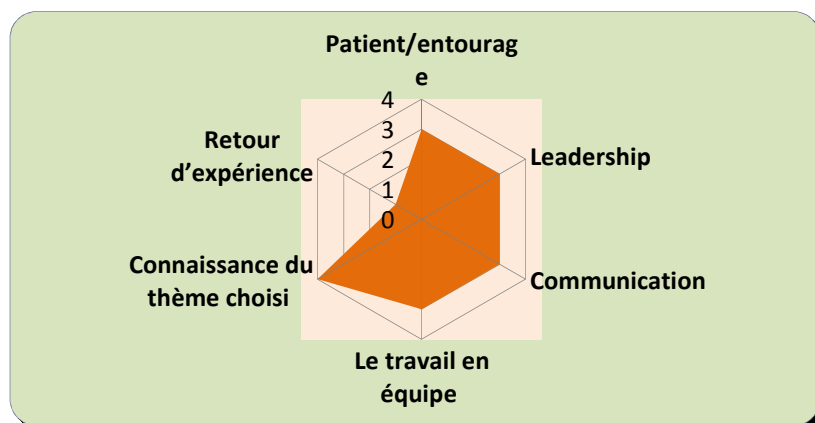 Patient/entourag
e
4
3
2
1
0
Retour
d’expérience
Leadership
Connaissance du
thème choisi
Communication
Le travail en
équipe